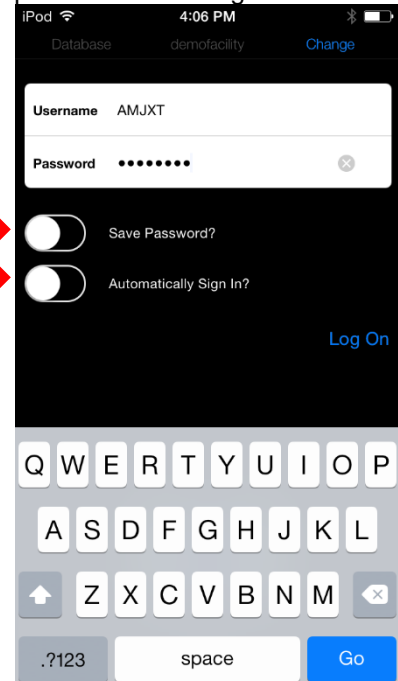 iPod 4:06 PM
Database demofacility Change
Username AMJXT
Password ••••••••
Save Password?
Automatically Sign In?
Log On
Q W E R T Y U I O P
A S D F G H J K L
Z X C V B N M
.?123 space Go